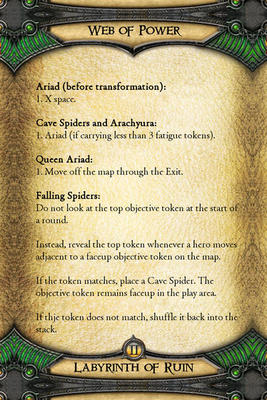 Web of Power
Ariad (before transformation):
1. X space.
Cave Spiders and Arachyura:
1. Ariad (if carrying less than 3 fatigue tokens).
Queen Ariad:
1. Move off the map through the Exit.
Falling Spiders:
Do not look at the top objective token at the start of
a round.
Instead, reveal the top token whenever a hero moves
adjacent to a faceup objective token on the map.
If the token matches, place a Cave Spider. The
objective token remains faceup in the play area.
If thje token does not match, shuffle it back into the
stack.
II
Labyrinth of Ruin